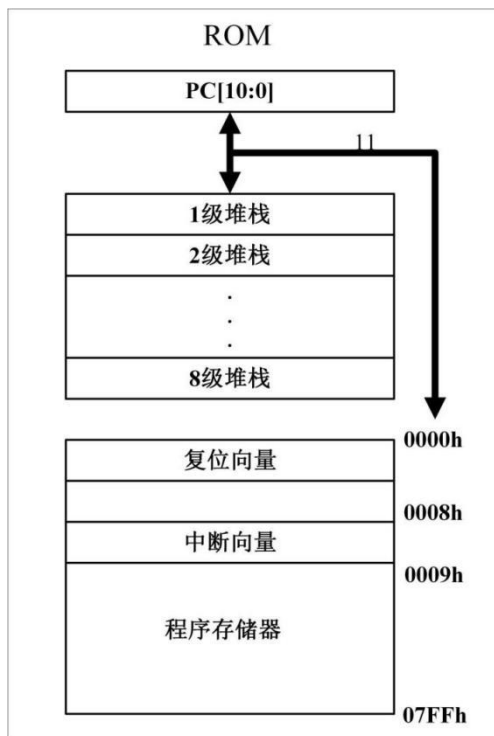 ROM
PC[10:0]
11
1级堆栈
2级堆栈
.
.
.
8级堆栈
0000h
复位向量
0008h
中断向量
0009h
程序存储器
07FFh